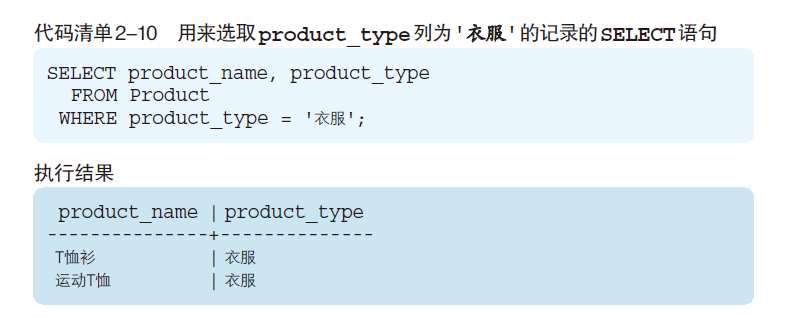 代码清单2-10 用来选取product_type列为'衣服'的记录的SELECT语句
SELECT product_name, product_type
  FROM Product
 WHERE product_type = '衣服';
执行结果
 product_name | product_type
---------------+--------------
 T恤衫 | 衣服
 运动T恤 | 衣服